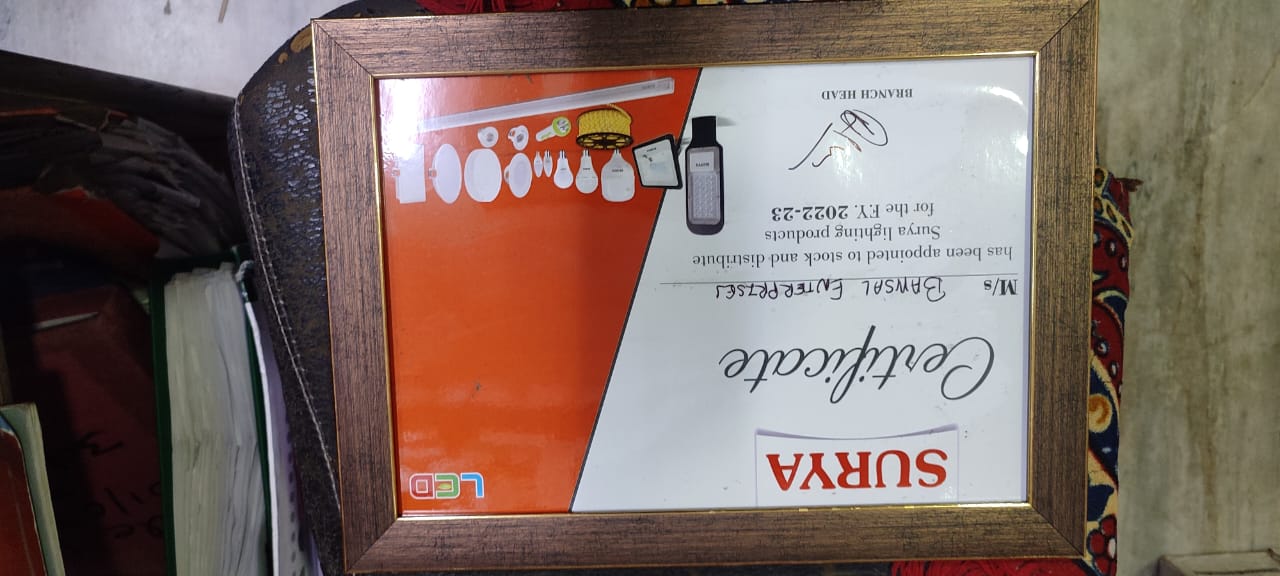 SURYA
LED
Certificate
M/s BANSAL ENTERPRISES
has been appointed to stock and distribute
Surya lighting products
for the F.Y. 2022-23
BRANCH HEAD